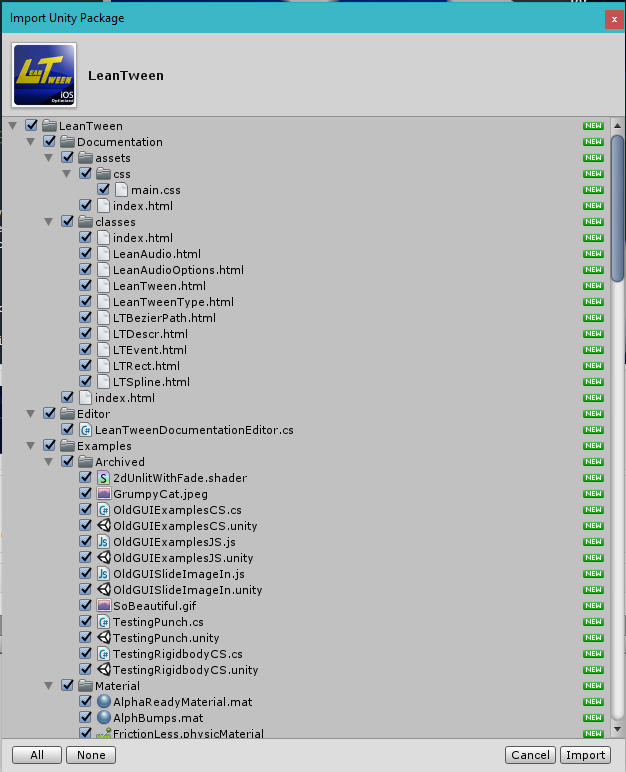 Import Unity Package
x
LEAN TWEEN
iOS
Optimized
LeanTween
LeanTween NEW
Documentation NEW
assets NEW
css NEW
main.css NEW
index.html NEW
classes NEW
index.html NEW
LeanAudio.html NEW
LeanAudioOptions.html NEW
LeanTween.html NEW
LeanTweenType.html NEW
LTBezierPath.html NEW
LTDescr.html NEW
LTEvent.html NEW
LTRect.html NEW
LTSpline.html NEW
index.html NEW
Editor NEW
C# LeanTweenDocumentationEditor.cs NEW
Examples NEW
Archived NEW
S 2dUnlitWithFade.shader NEW
GrumpyCat.jpeg NEW
C# OldGUIExamplesCS.cs NEW
OldGUIExamplesCS.unity NEW
Js OldGUIExamplesJS.js NEW
OldGUIExamplesJS.unity NEW
Js OldGUISlideImageIn.js NEW
OldGUISlideImageIn.unity NEW
SoBeautiful.gif NEW
C# TestingPunch.cs NEW
TestingPunch.unity NEW
C# TestingRigidbodyCS.cs NEW
TestingRigidbodyCS.unity NEW
Material NEW
AlphaReadyMaterial.mat NEW
AlphBumps.mat NEW
FrictionLess.physicMaterial NEW
All None Cancel Import